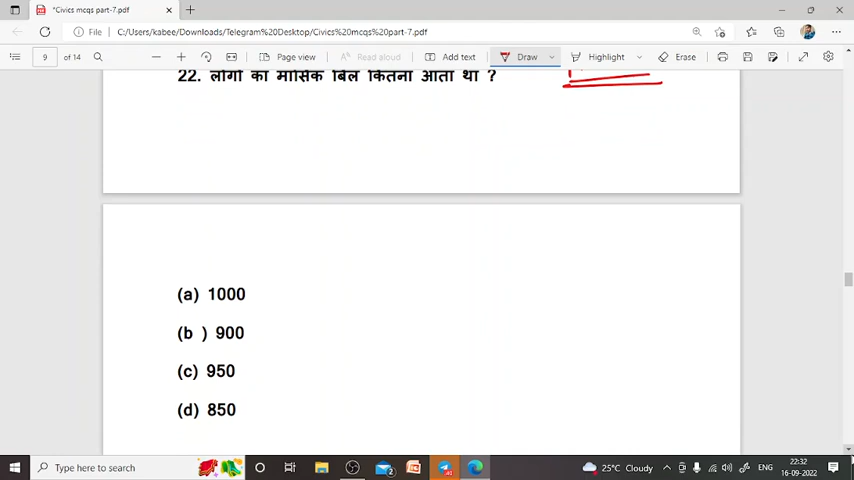 *Civics mcqs part-7.pdf
File C:/Users/kabee/Downloads/Telegram%20Desktop/Civics%20mcqs%20part-7.pdf
9 of 14 Page view Read aloud Add text Draw Highlight Erase
22. लोगों का मासिक बिल कितना आता था ?
(a) 1000
(b ) 900
(c) 950
(d) 850
Type here to search
25°C Cloudy ENG 22:32
16-09-2022